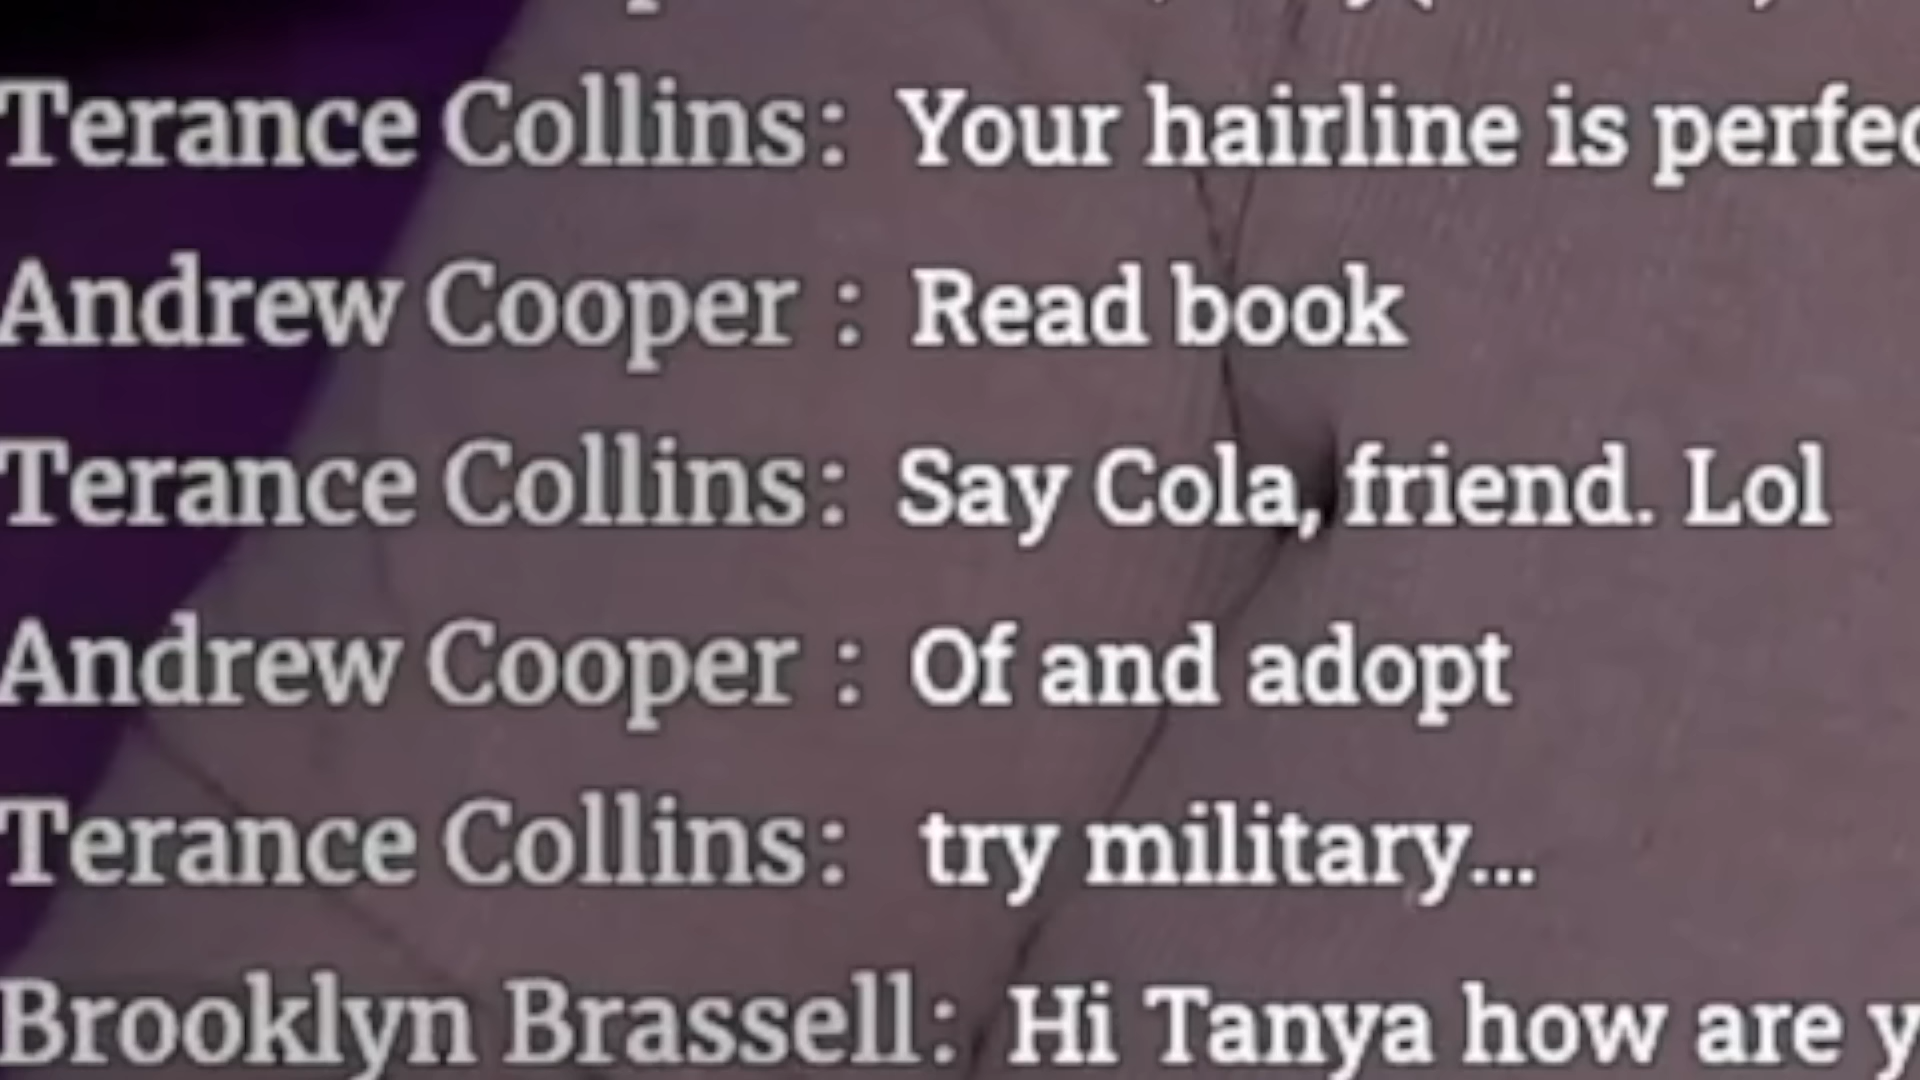 Terance Collins: Your hairline is
Andrew Cooper : Read book
Terance Collins: Say Cola, friend. Lol
Andrew Cooper : Of and adopt
Terance Collins: try military...
Brooklyn Brassell: Hi Tanya how are